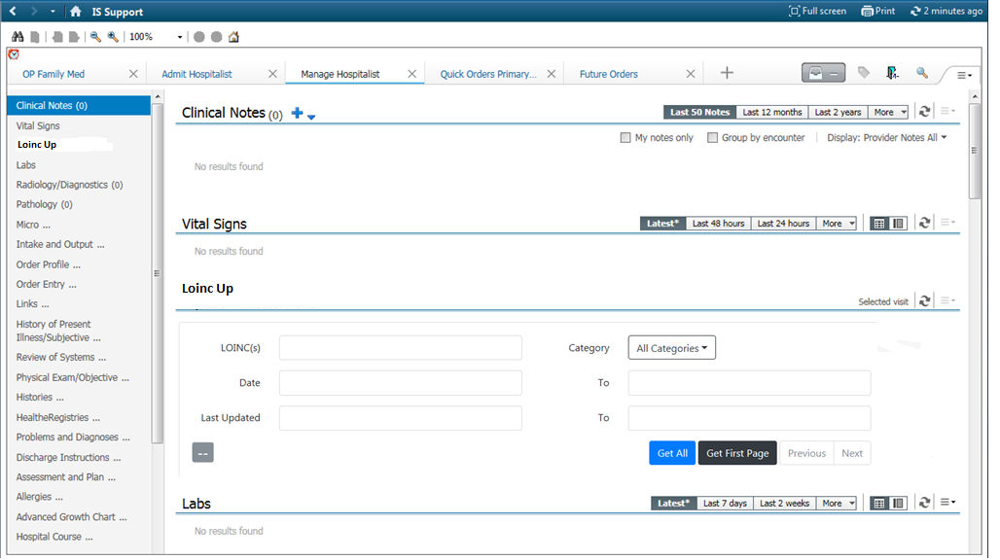 IS Support Full screen Print 2 minutes ago
100%
OP Family Med Admit Hospitalist Manage Hospitalist Quick Orders Primary... Future Orders
Clinical Notes (0)
Vital Signs
Loinc Up
Labs
Radiology/Diagnostics (0)
Pathology (0)
Micro ...
Intake and Output ...
Order Profile ...
Order Entry ...
Links ...
History of Present
Illness/Subjective ...
Review of Systems ...
Physical Exam/Objective ...
Histories ...
HealtheRegistries ...
Problems and Diagnoses ...
Discharge Instructions ...
Assessment and Plan ...
Allergies ...
Advanced Growth Chart ...
Hospital Course ...
Clinical Notes (0) Last 50 Notes Last 12 months Last 2 years More
My notes only Group by encounter Display: Provider Notes All
No results found
Vital Signs Latest* Last 48 hours Last 24 hours More
No results found
Loinc Up
Selected visit
LOINC(s) Category All Categories
Date To
Last Updated To
-- Get All Get First Page Previous Next
Labs Latest* Last 7 days Last 2 weeks More
No results found